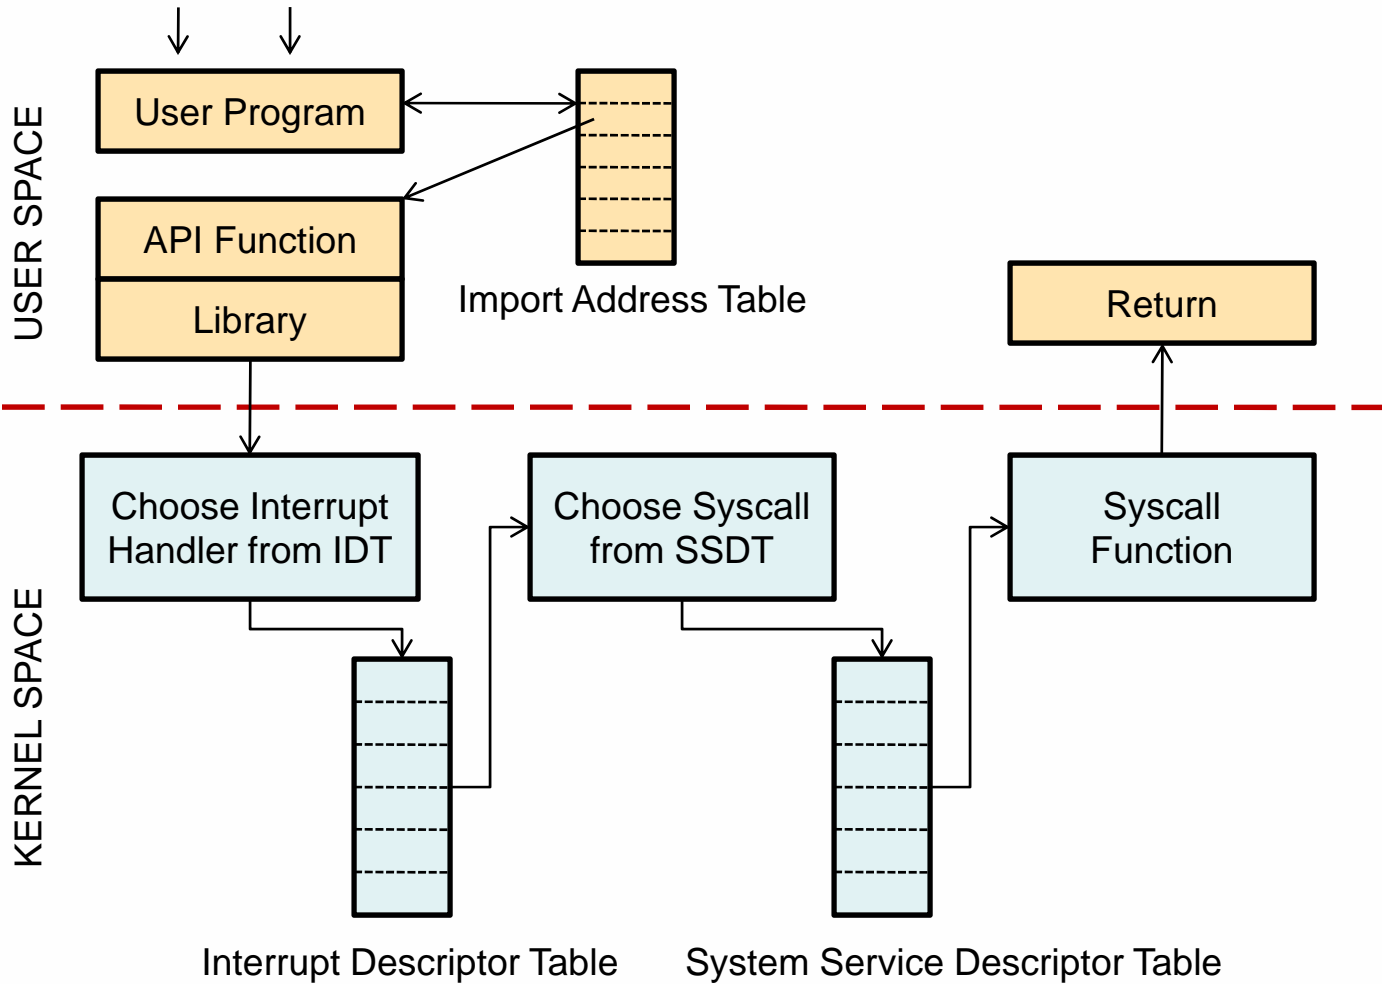 USER SPACE
User Program
API Function
Library
Import Address Table
Return
KERNEL SPACE
Choose Interrupt
Handler from IDT
Choose Syscall
from SSDT
Syscall
Function
Interrupt Descriptor Table
System Service Descriptor Table